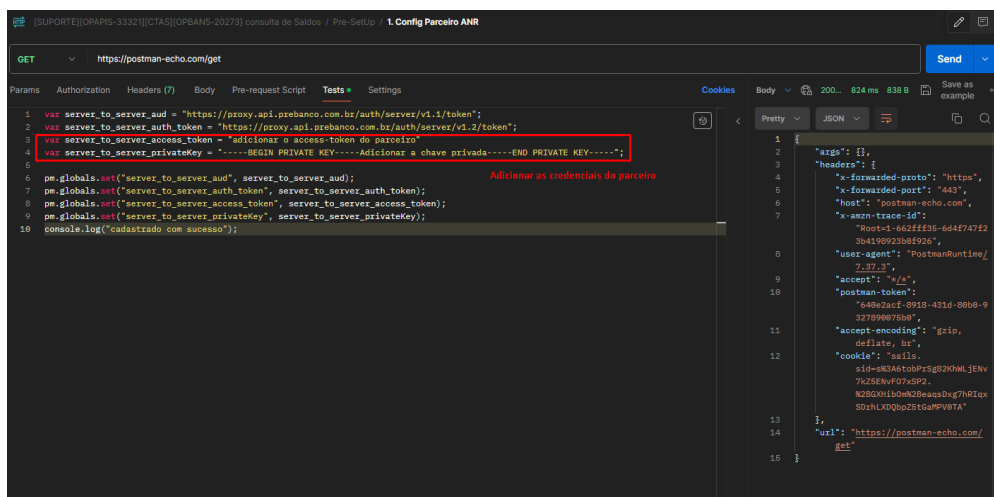 [SUPORTE][OPAPIS-33321][CTAS][OPBAN5-20273] consulta de Saldos / Pre-SetUp / 1. Config Parceiro ANR
GET https://postman-echo.com/get Send
Params Authorization Headers (7) Body Pre-request Script Tests Settings Cookies
Body 200... 824 ms 838 B Save as example
1 var server_to_server_aud = "https://proxy.api.prebanco.com.br/auth/server/v1.1/token";
2 var server_to_server_auth_token = "https://proxy.api.prebanco.com.br/auth/server/v1.2/token";
3 var server_to_server_access_token = "adicionar o access-token do parceiro"
4 var server_to_server_privateKey = "-----BEGIN PRIVATE KEY-----Adicionar a chave privada-----END PRIVATE KEY-----";
5
Adicionar as credenciais do parceiro
6 pm.globals.set("server_to_server_aud", server_to_server_aud);
7 pm.globals.set("server_to_server_auth_token", server_to_server_auth_token);
8 pm.globals.set("server_to_server_access_token", server_to_server_access_token);
9 pm.globals.set("server_to_server_privateKey", server_to_server_privateKey);
10 console.log("cadastrado com sucesso");
Pretty JSON
1 {
2 "args": {},
3 "headers": {
4 "x-forwarded-proto": "https",
5 "x-forwarded-port": "443",
6 "host": "postman-echo.com",
7 "x-amzn-trace-id":
"Root=1-662fff35-6d4f747f2
3b4190923b0f926",
8 "user-agent": "PostmanRuntime/
7.37.3",
9 "accept": "*/*",
10 "postman-token":
"640e2acf-8918-431d-80b0-9
327890075b0",
11 "accept-encoding": "gzip,
deflate, br",
12 "cookie": "sails.
sid=s%3A6tobPrSg82KhWLjENv
7kZ5ENvFO7xSP2.
%2BGXHibOm%2BeaqsDxg7hRIqx
SDrhLXDQbpZ5tGaMPV0TA"
13 },
14 "url": "https://postman-echo.com/
get"
15 }